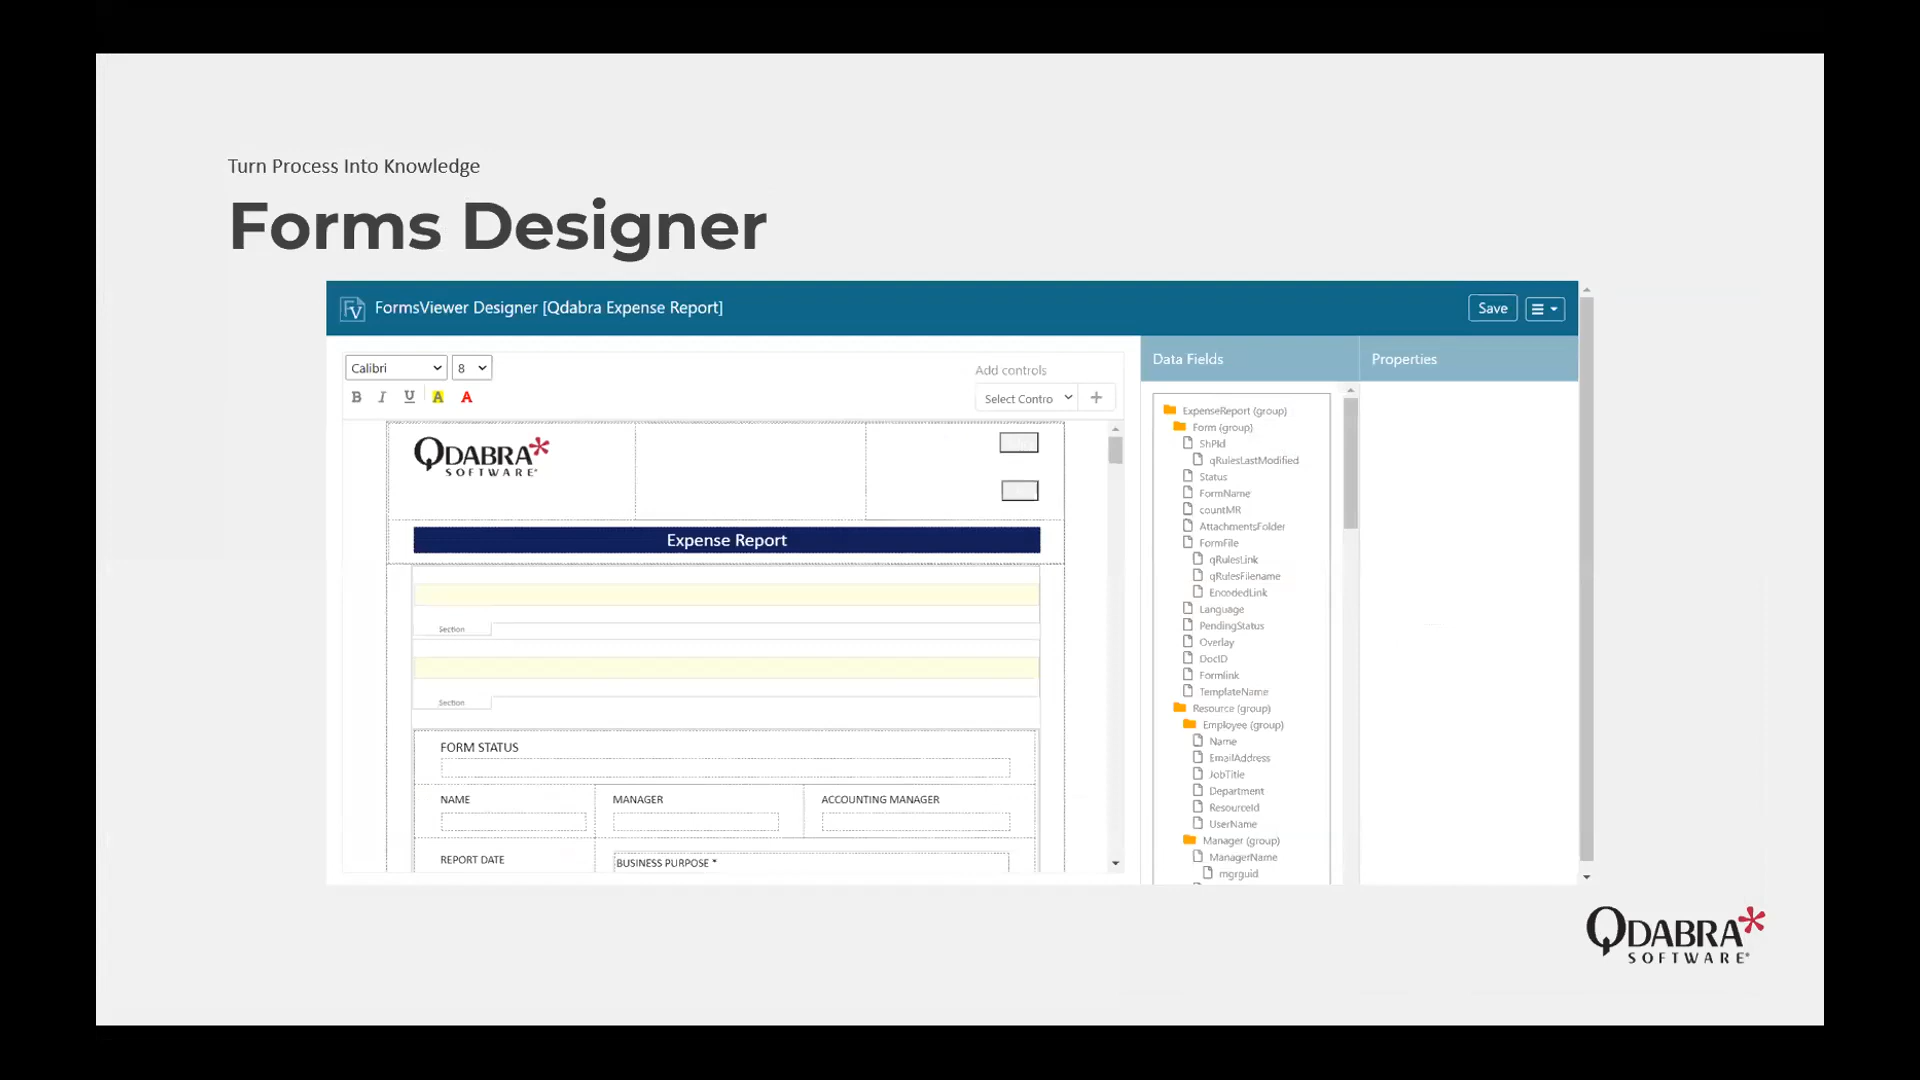 Turn Process Into Knowledge
Forms Designer
FV FormsViewer Designer [Qdabra Expense Report]
Save
Calibri 8
B I U A A
Add controls
Select Contro +
QDABRA
SOFTWARE
Expense Report
Section
Section
FORM STATUS
NAME MANAGER ACCOUNTING MANAGER
REPORT DATE BUSINESS PURPOSE *
Data Fields
ExpenseReport (group)
Form (group)
ShPId
qRulesLastModified
Status
FormName
countMR
AttachmentsFolder
FormFile
qRulesLink
qRulesFilename
EncodedLink
Language
PendingStatus
Overlay
DocID
Formlink
TemplateName
Resource (group)
Employee (group)
Name
EmailAddress
JobTitle
Department
ResourceId
UserName
Manager (group)
ManagerName
mgrguid
Properties
QDABRA
SOFTWARE